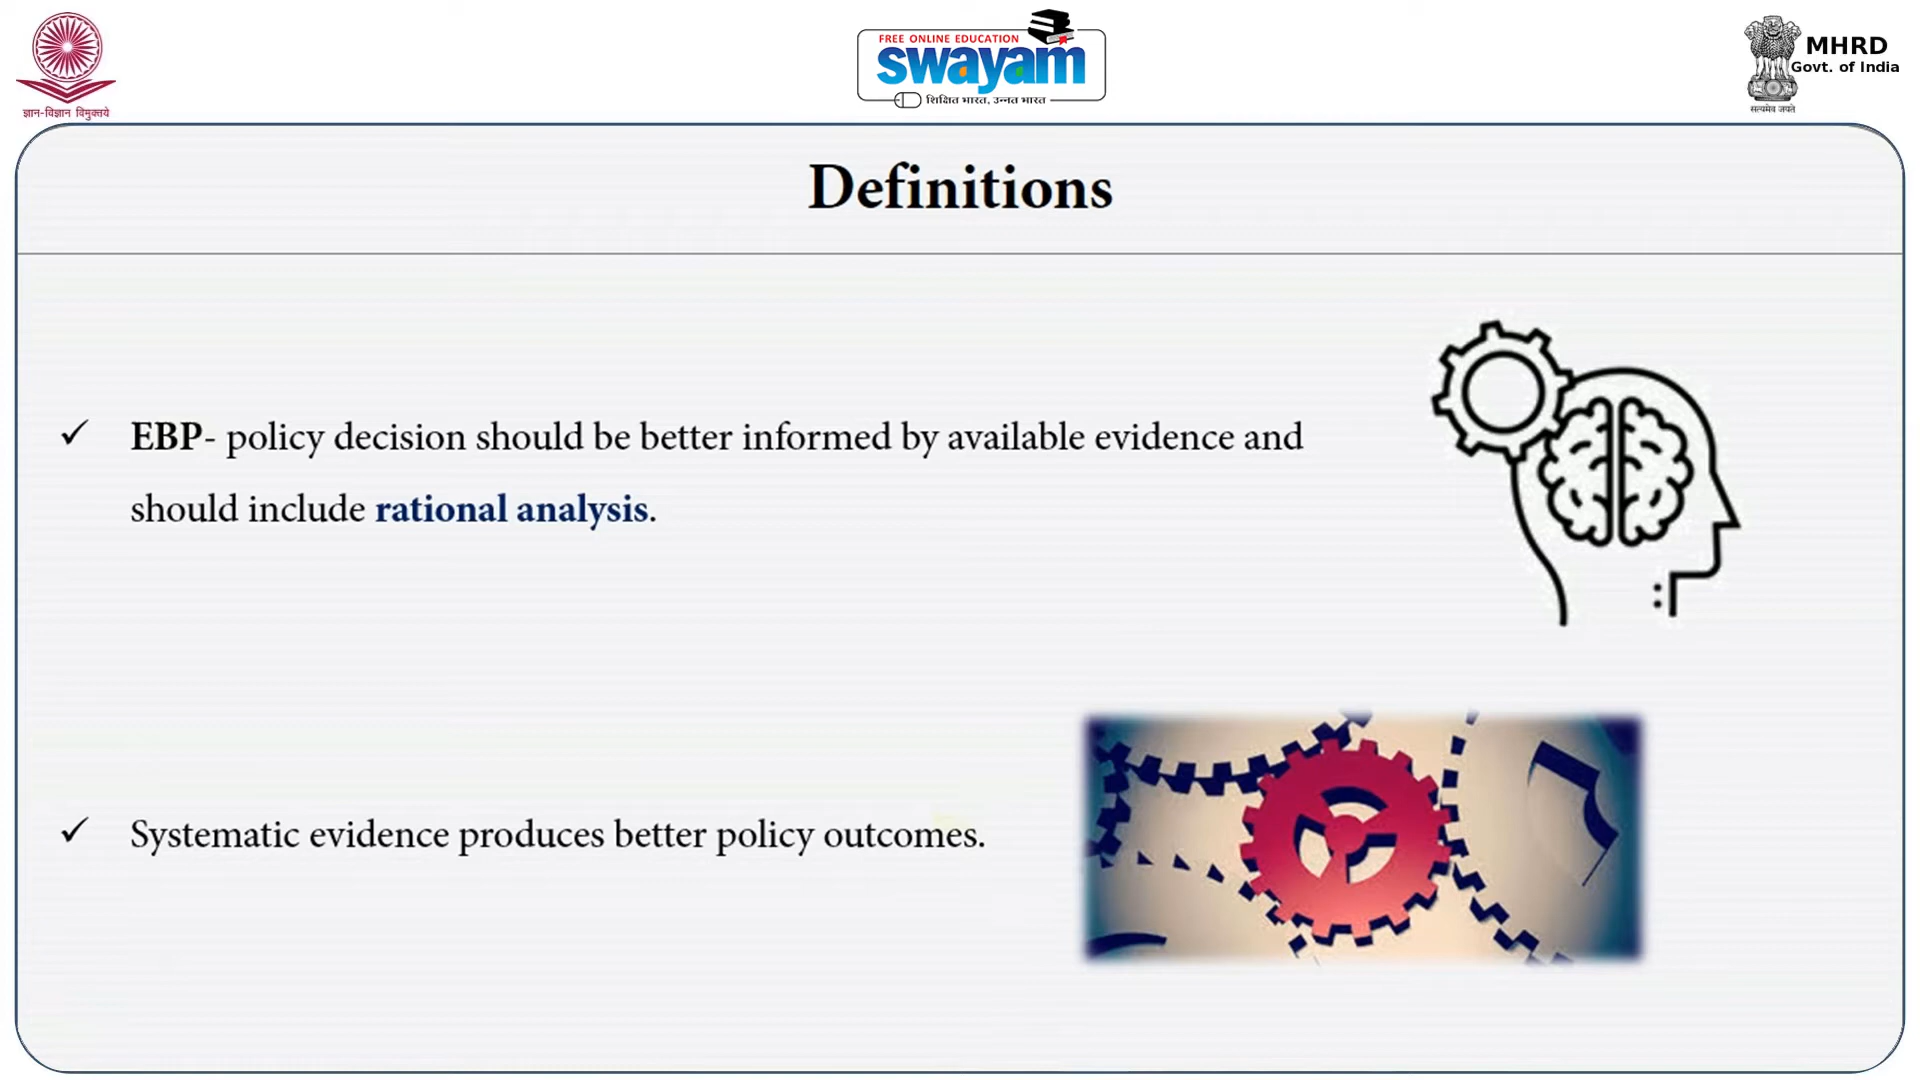 ज्ञान-विज्ञान विमुक्तये
FREE ONLINE EDUCATION
swayam
शिक्षित भारत, उन्नत भारत
MHRD
Govt. of India
सत्यमेव जयते
Definitions
✓ EBP- policy decision should be better informed by available evidence and
should include rational analysis.
✓ Systematic evidence produces better policy outcomes.